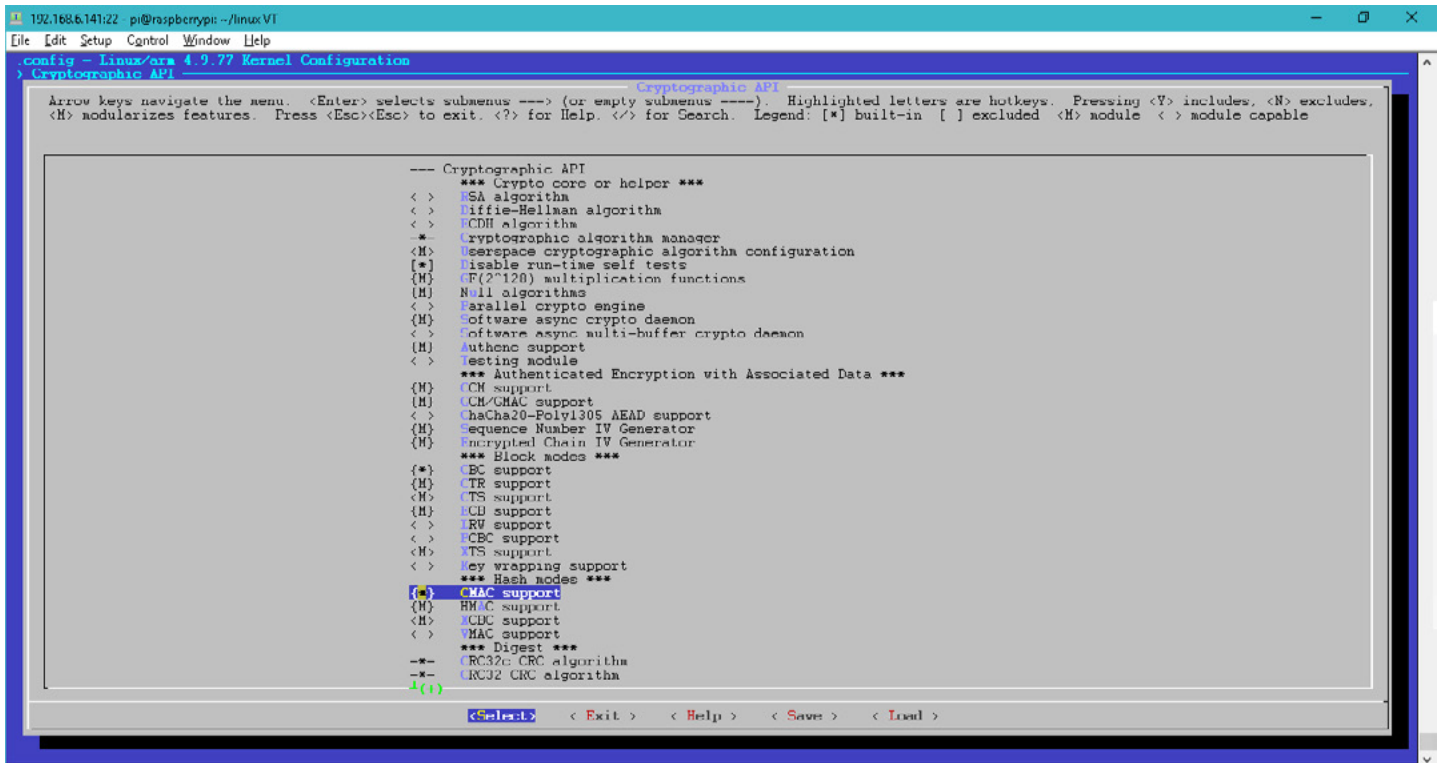 192.168.6.141:22 - pi@raspberrypi: ~/linux VT
File Edit Setup Control Window Help
.config - Linux/arm 4.9.77 Kernel Configuration
> Cryptographic API
Cryptographic API
Arrow keys navigate the menu. <Enter> selects submenus ---> (or empty submenus ----). Highlighted letters are hotkeys. Pressing <Y> includes, <N> excludes,
<M> modularizes features. Press <Esc><Esc> to exit, <?> for Help, </> for Search. Legend: [*] built-in [ ] excluded <M> module < > module capable
--- Cryptographic API
*** Crypto core or helper ***
< > RSA algorithm
< > Diffie-Hellman algorithm
< > ECDH algorithm
-*- Cryptographic algorithm manager
<M> Userspace cryptographic algorithm configuration
[*] Disable run-time self tests
{M} GF(2^128) multiplication functions
{M} Null algorithms
< > Parallel crypto engine
{M} Software async crypto daemon
< > Software async multi-buffer crypto daemon
{M} Authenc support
< > Testing module
*** Authenticated Encryption with Associated Data ***
{M} CCM support
{M} GCM/GMAC support
< > ChaCha20-Poly1305 AEAD support
{M} Sequence Number IV Generator
{M} Encrypted Chain IV Generator
*** Block modes ***
{*} CBC support
{M} CTR support
<M> CTS support
{M} ECB support
< > LRW support
< > PCBC support
<M> XTS support
< > Key wrapping support
*** Hash modes ***
{*} CMAC support
{M} HMAC support
<M> XCBC support
< > VMAC support
*** Digest ***
-*- CRC32c CRC algorithm
-*- CRC32 CRC algorithm
┴(+)
<Select> < Exit > < Help > < Save > < Load >